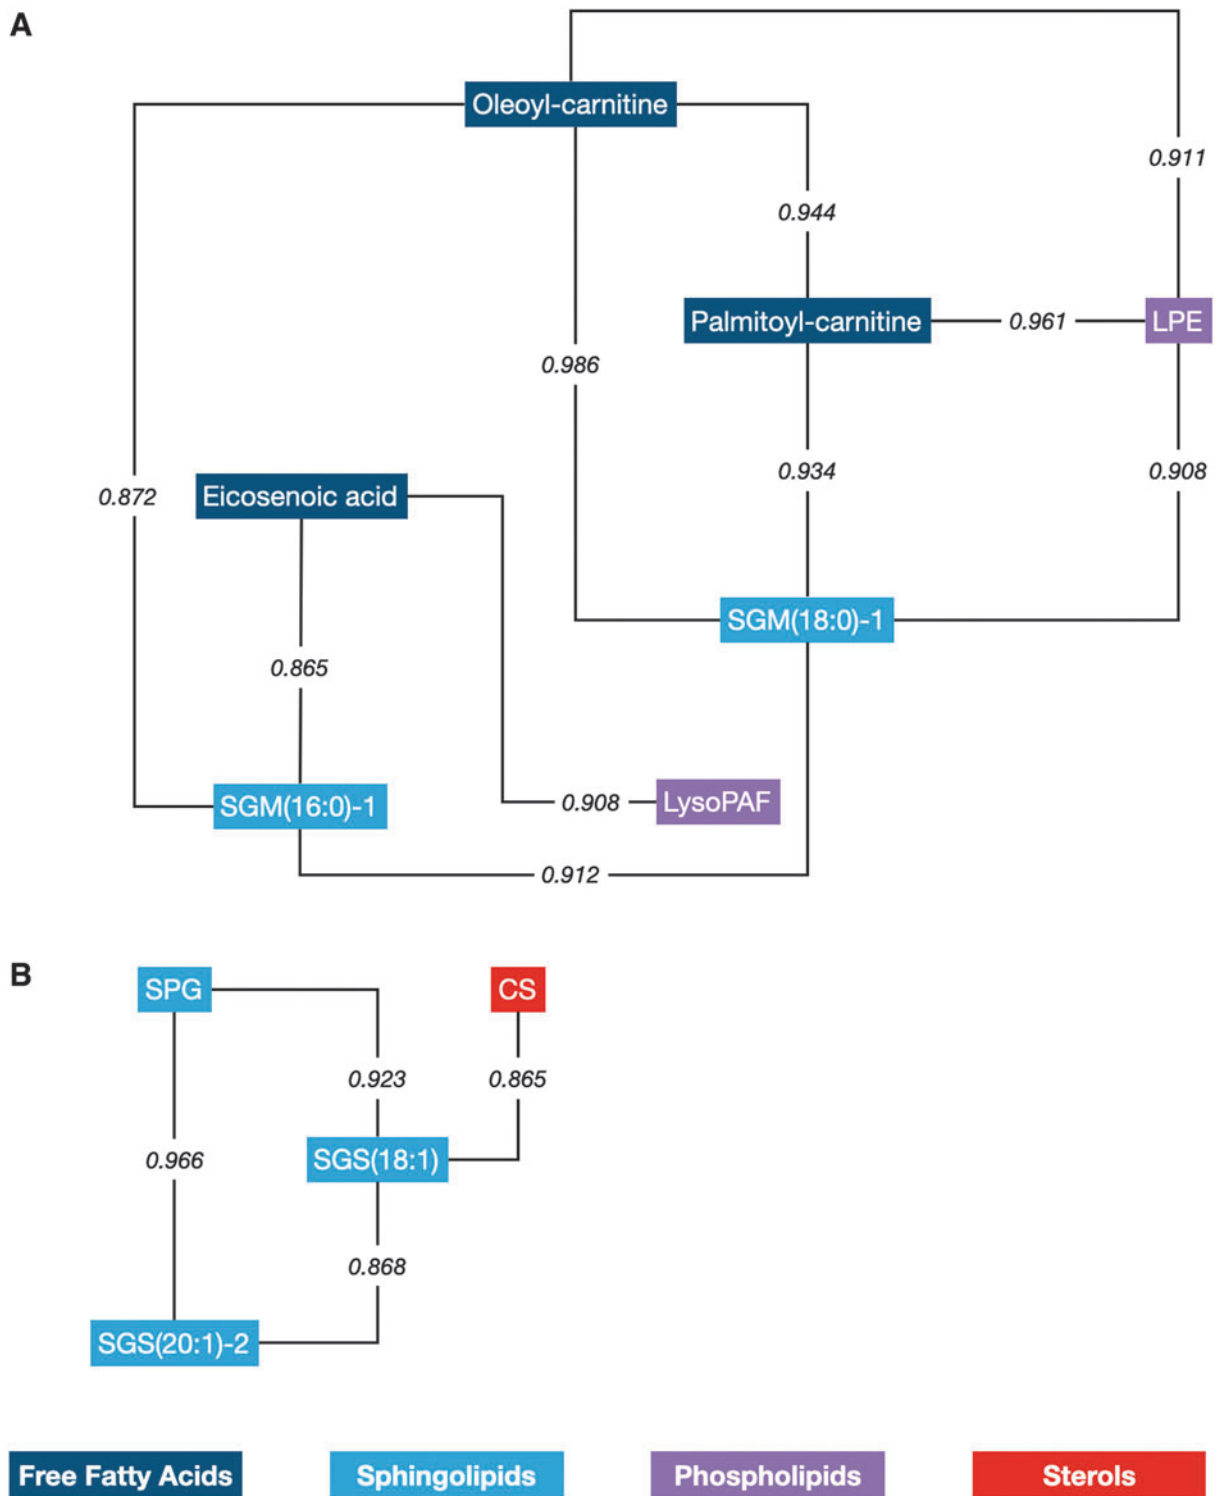 A
Oleoyl-carnitine
0.911
0.944
Palmitoyl-carnitine
0.961
LPE
0.986
0.934
0.908
0.872
Eicosenoic acid
SGM(18:0)-1
0.865
SGM(16:0)-1
0.908
LysoPAF
0.912
B
SPG
CS
0.923
0.865
0.966
SGS(18:1)
0.868
SGS(20:1)-2
Free Fatty Acids
Sphingolipids
Phospholipids
Sterols